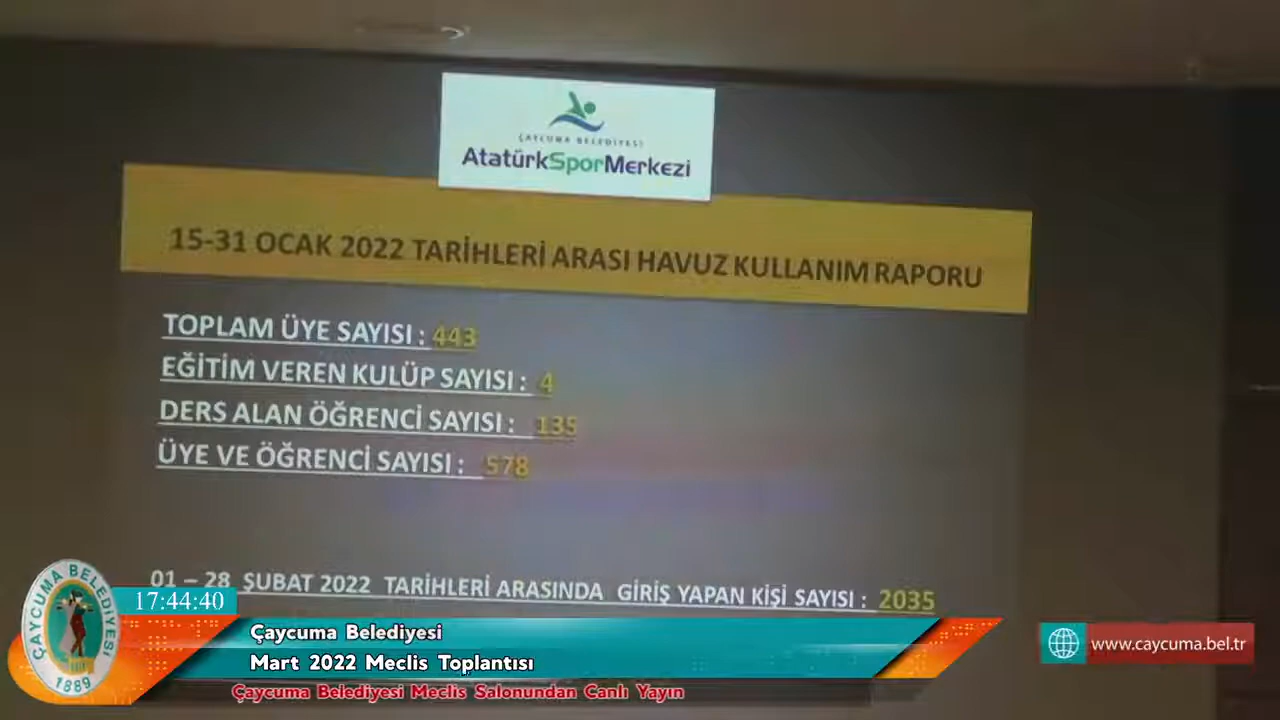 ÇAYCUMA BELEDİYESİ
AtatürkSporMerkezi
15-31 OCAK 2022 TARİHLERİ ARASI HAVUZ KULLANIM RAPORU
TOPLAM ÜYE SAYISI : 443
EĞİTİM VEREN KULÜP SAYISI : 4
DERS ALAN ÖĞRENCİ SAYISI : 135
ÜYE VE ÖĞRENCİ SAYISI : 578
01 – 28 ŞUBAT 2022 TARİHLERİ ARASINDA GİRİŞ YAPAN KİŞİ SAYISI : 2035
ÇAYCUMA BELEDİYESİ
1889
17:44:40
Çaycuma Belediyesi
Mart 2022 Meclis Toplantısı
Çaycuma Belediyesi Meclis Salonundan Canlı Yayın
www.caycuma.bel.tr